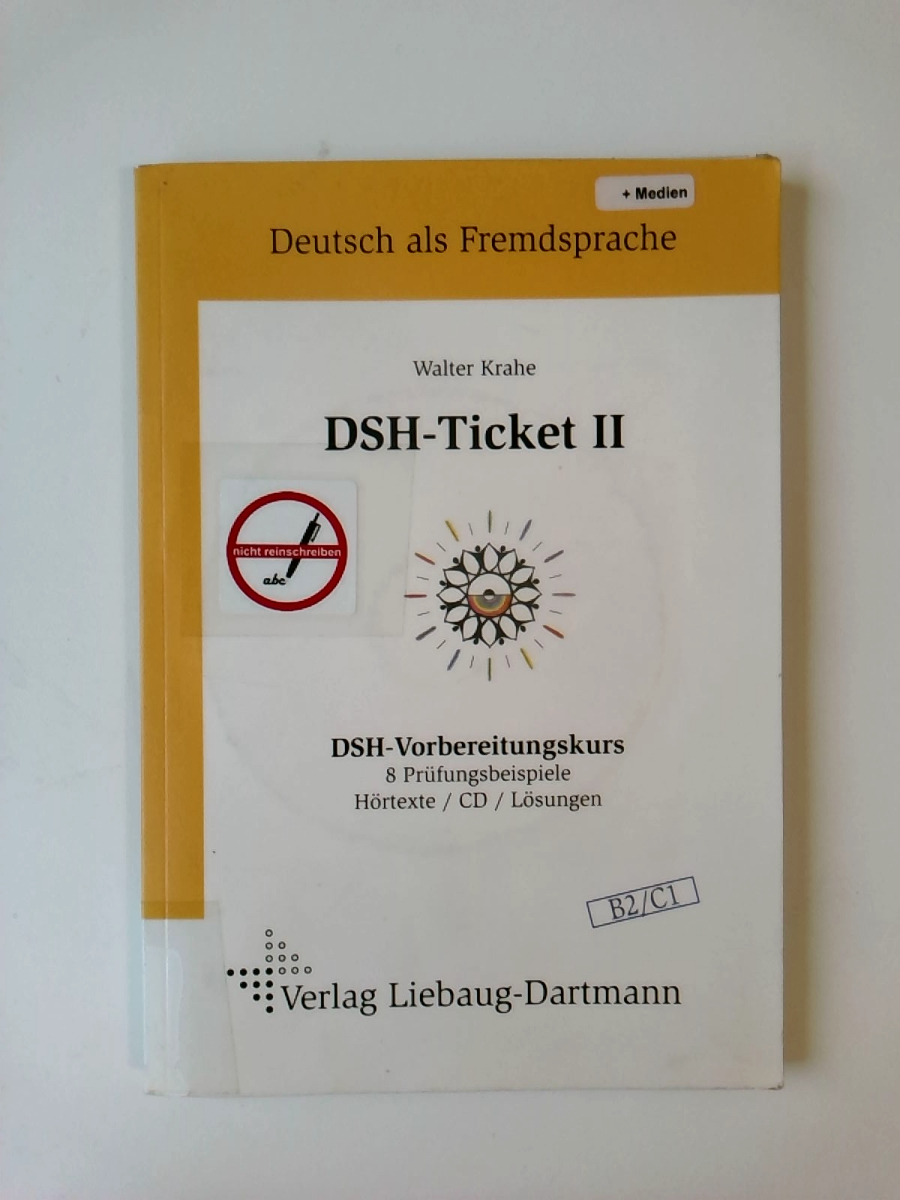 + Medien
Deutsch als Fremdsprache
Walter Krahe
DSH-Ticket II
nicht reinschreiben
abc
DSH-Vorbereitungskurs
8 Prüfungsbeispiele
Hörtexte / CD / Lösungen
B2/C1
Verlag Liebaug-Dartmann